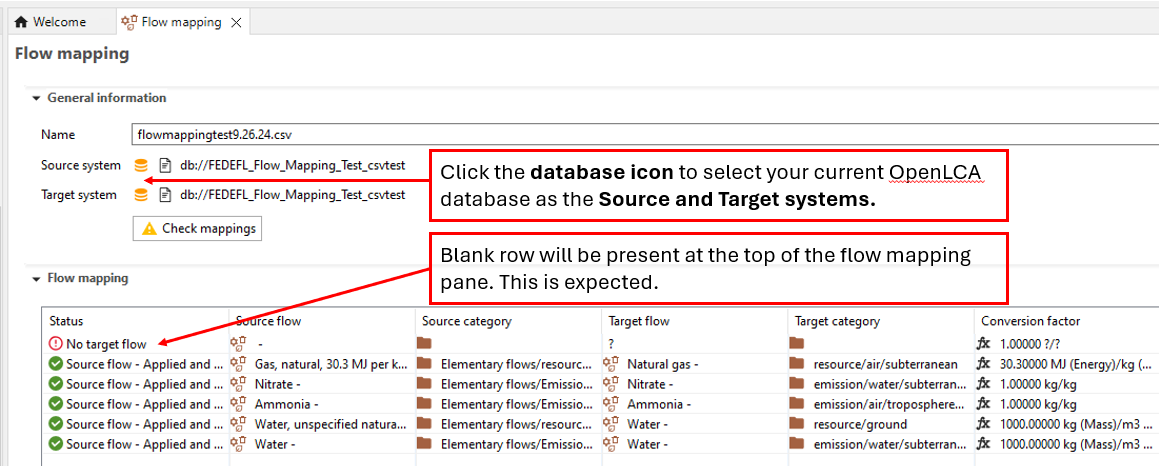 Welcome
Flow mapping
Flow mapping
General information
Name
flowmappingtest9.26.24.csv
Source system
db://FEDEFL_Flow_Mapping_Test_csvtest
Target system
db://FEDEFL_Flow_Mapping_Test_csvtest
Check mappings
Click the database icon to select your current OpenLCA
database as the Source and Target systems.
Blank row will be present at the top of the flow mapping
pane. This is expected.
Flow mapping
Status Source flow Source category Target flow Target category Conversion factor
No target flow - ? fx 1.00000 ?/?
Source flow - Applied and ... Gas, natural, 30.3 MJ per k... Elementary flows/resourc... Natural gas - resource/air/subterranean fx 30.30000 MJ (Energy)/kg (...
Source flow - Applied and ... Nitrate - Elementary flows/Emissio... Nitrate - emission/water/subterran... fx 1.00000 kg/kg
Source flow - Applied and ... Ammonia - Elementary flows/Emissio... Ammonia - emission/air/troposphere... fx 1.00000 kg/kg
Source flow - Applied and ... Water, unspecified natura... Elementary flows/resourc... Water - resource/ground fx 1000.00000 kg (Mass)/m3 ...
Source flow - Applied and ... Water - Elementary flows/Emissio... Water - emission/water/subterran... fx 1000.00000 kg (Mass)/m3 ...